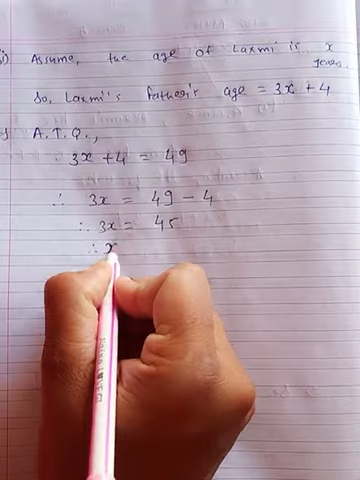 i) Assume, the age of Laxmi is x years
So, Laxmi's father's age = 3x + 4
A.T.Q.,
3x + 4 = 49
∴ 3x = 49 - 4
∴ 3x = 45
∴ x